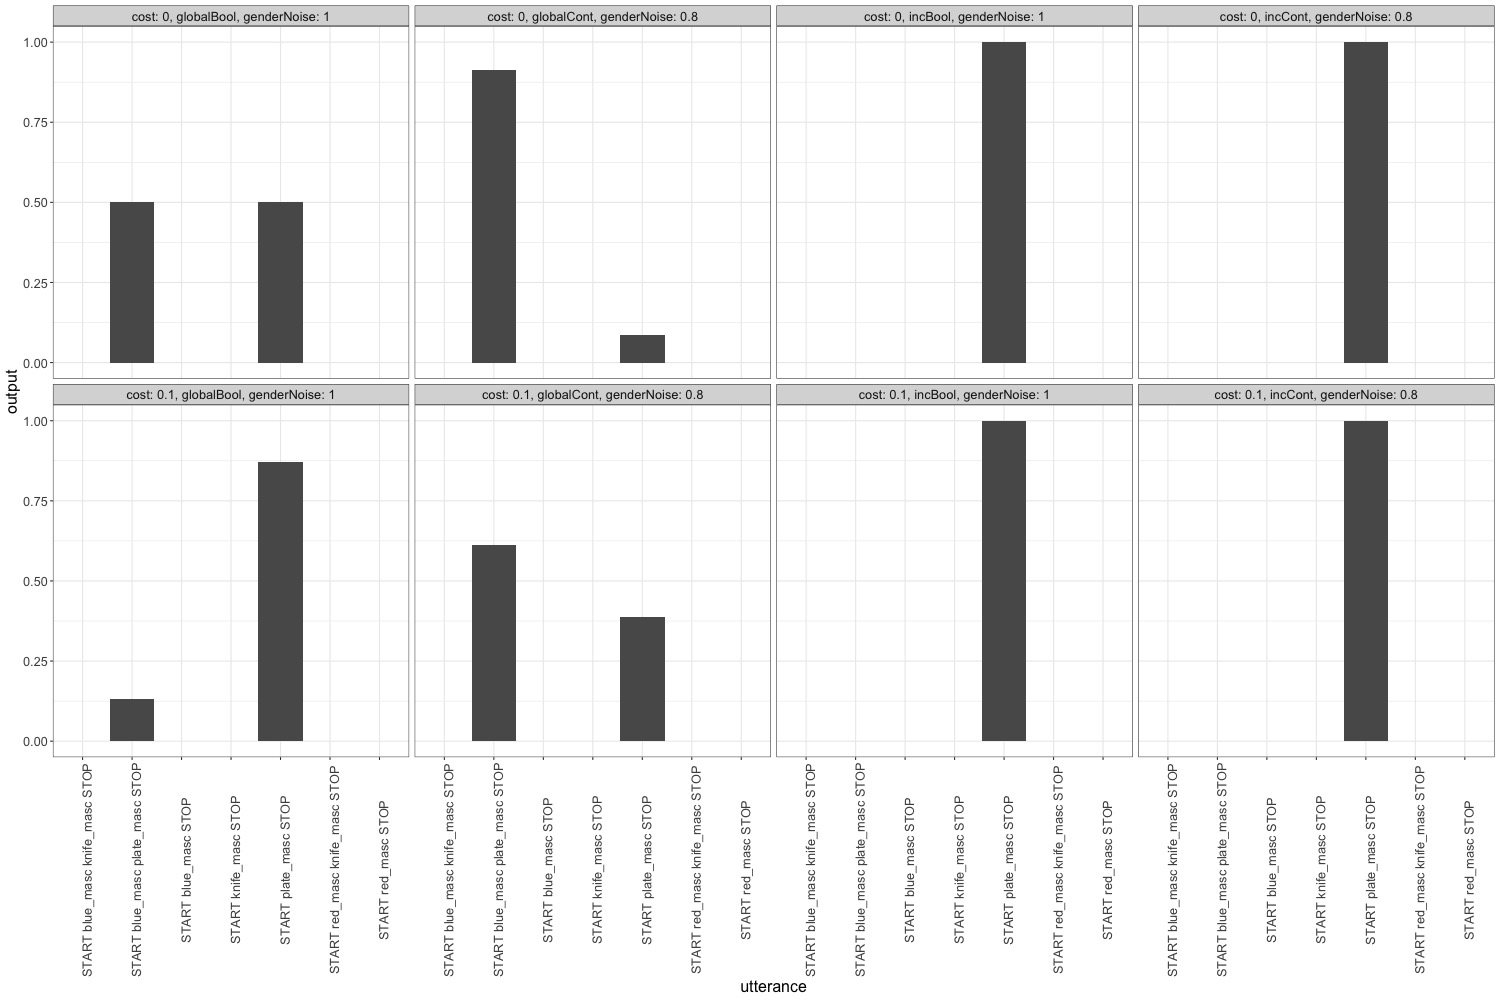 cost: 0, globalBool, genderNoise: 1
cost: 0, globalCont, genderNoise: 0.8
cost: 0, incBool, genderNoise: 1
cost: 0, incCont, genderNoise: 0.8
1.00
0.75
0.50
0.25
0.00
output
cost: 0.1, globalBool, genderNoise: 1
cost: 0.1, globalCont, genderNoise: 0.8
cost: 0.1, incBool, genderNoise: 1
cost: 0.1, incCont, genderNoise: 0.8
1.00
0.75
0.50
0.25
0.00
START blue_masc knife_masc STOP
START blue_masc plate_masc STOP
START blue_masc STOP
START knife_masc STOP
START plate_masc STOP
START red_masc knife_masc STOP
START red_masc STOP
START blue_masc knife_masc STOP
START blue_masc plate_masc STOP
START blue_masc STOP
START knife_masc STOP
START plate_masc STOP
START red_masc knife_masc STOP
START red_masc STOP
START blue_masc knife_masc STOP
START blue_masc plate_masc STOP
START blue_masc STOP
START knife_masc STOP
START plate_masc STOP
START red_masc knife_masc STOP
START red_masc STOP
START blue_masc knife_masc STOP
START blue_masc plate_masc STOP
START blue_masc STOP
START knife_masc STOP
START plate_masc STOP
START red_masc knife_masc STOP
START red_masc STOP
utterance